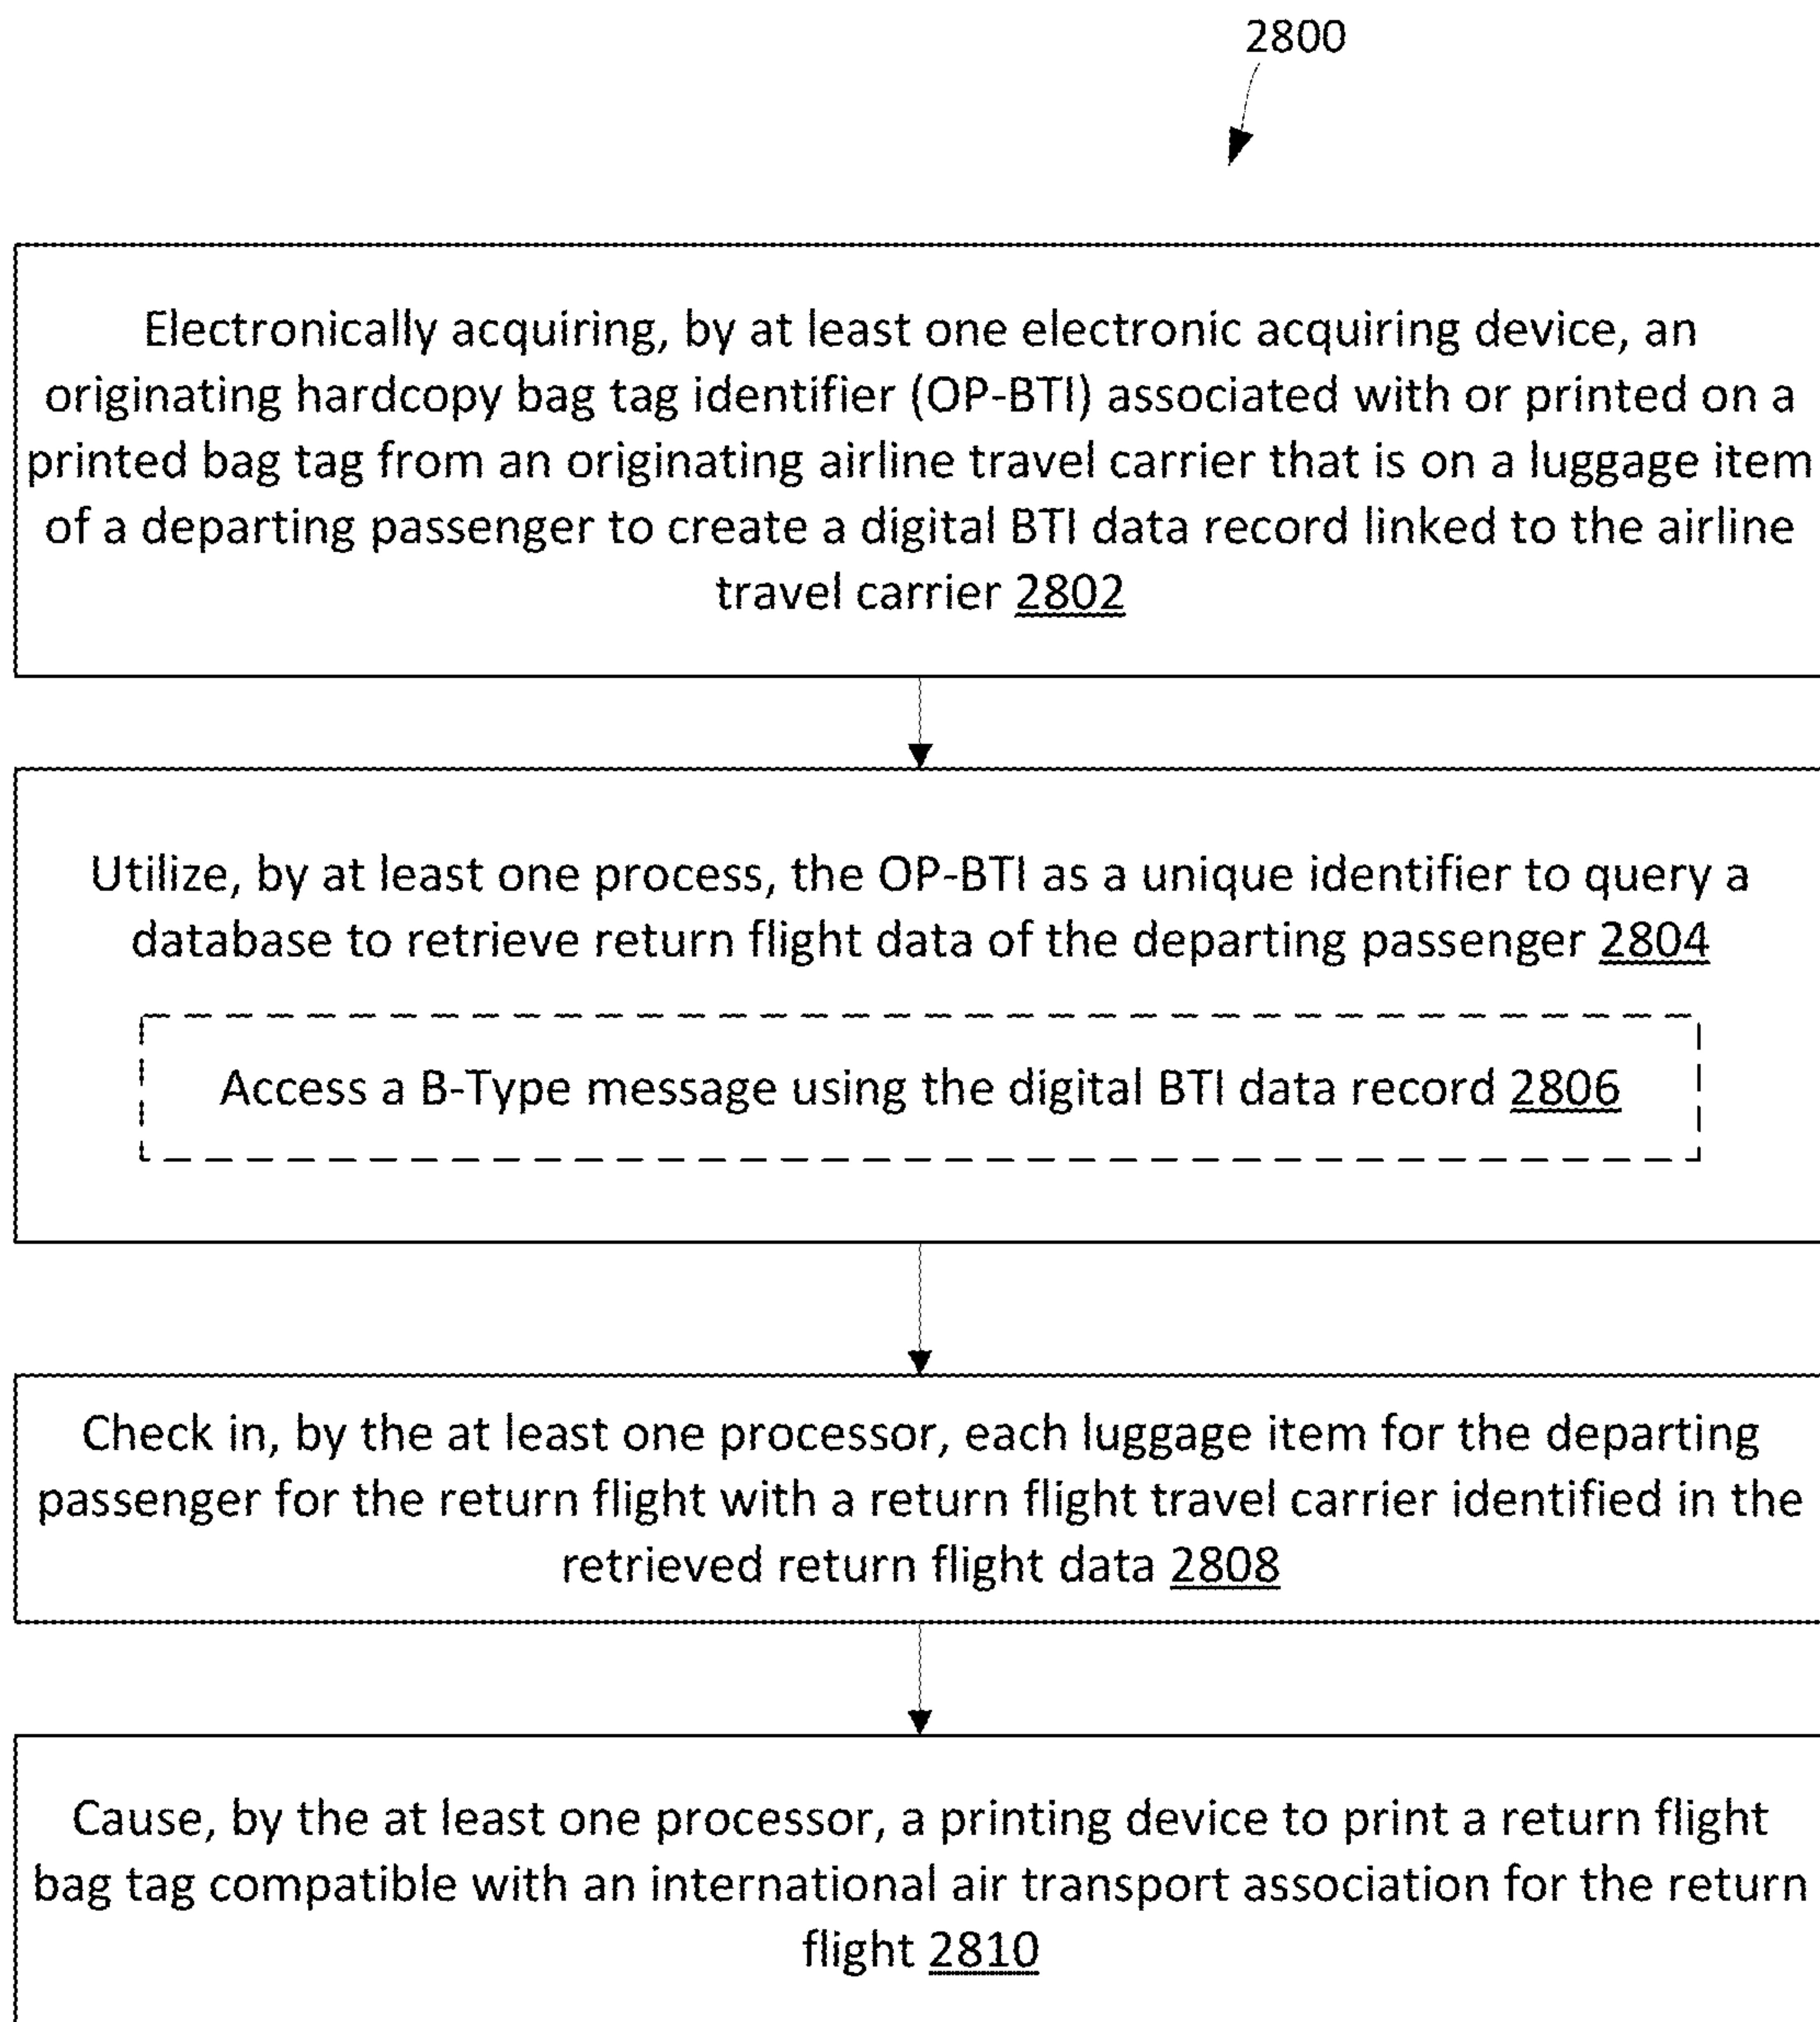 2800
Electronically acquiring, by at least one electronic acquiring device, an
originating hardcopy bag tag identifier (OP-BTI) associated with or printed on a
printed bag tag from an originating airline travel carrier that is on a luggage item
of a departing passenger to create a digital BTI data record linked to the airline
travel carrier 2802
Utilize, by at least one process, the OP-BTI as a unique identifier to query a
database to retrieve return flight data of the departing passenger 2804
Access a B-Type message using the digital BTI data record 2806
Check in, by the at least one processor, each luggage item for the departing
passenger for the return flight with a return flight travel carrier identified in the
retrieved return flight data 2808
Cause, by the at least one processor, a printing device to print a return flight
bag tag compatible with an international air transport association for the return
flight 2810